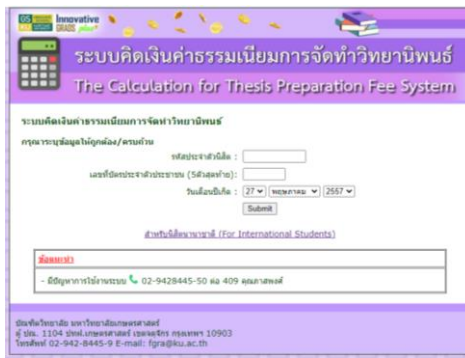 GS
KU
Innovative
GRADS plus+
ระบบคิดเงินค่าธรรมเนียมการจัดทำวิทยานิพนธ์
The Calculation for Thesis Preparation Fee System
ระบบคิดเงินค่าธรรมเนียมการจัดทำวิทยานิพนธ์
กรุณาระบุข้อมูลให้ถูกต้อง/ครบถ้วน
รหัสประจำตัวนิสิต :
เลขที่บัตรประจำตัวประชาชน (5ตัวสุดท้าย):
วันเดือนปีเกิด : 27 พฤษภาคม 2557
Submit
สำหรับนิสิตนานาชาติ (For International Students)
- มีปัญหาการใช้งานระบบ 02-9428445-50 ต่อ 409 คุณภาสพงศ์
บัณฑิตวิทยาลัย มหาวิทยาลัยเกษตรศาสตร์
ตู้ ปณ. 1104 ปทฝ.เกษตรศาสตร์ เขตจตุจักร กรุงเทพฯ 10903
โทรศัพท์ 02-942-8445-9 E-mail: fgra@ku.ac.th